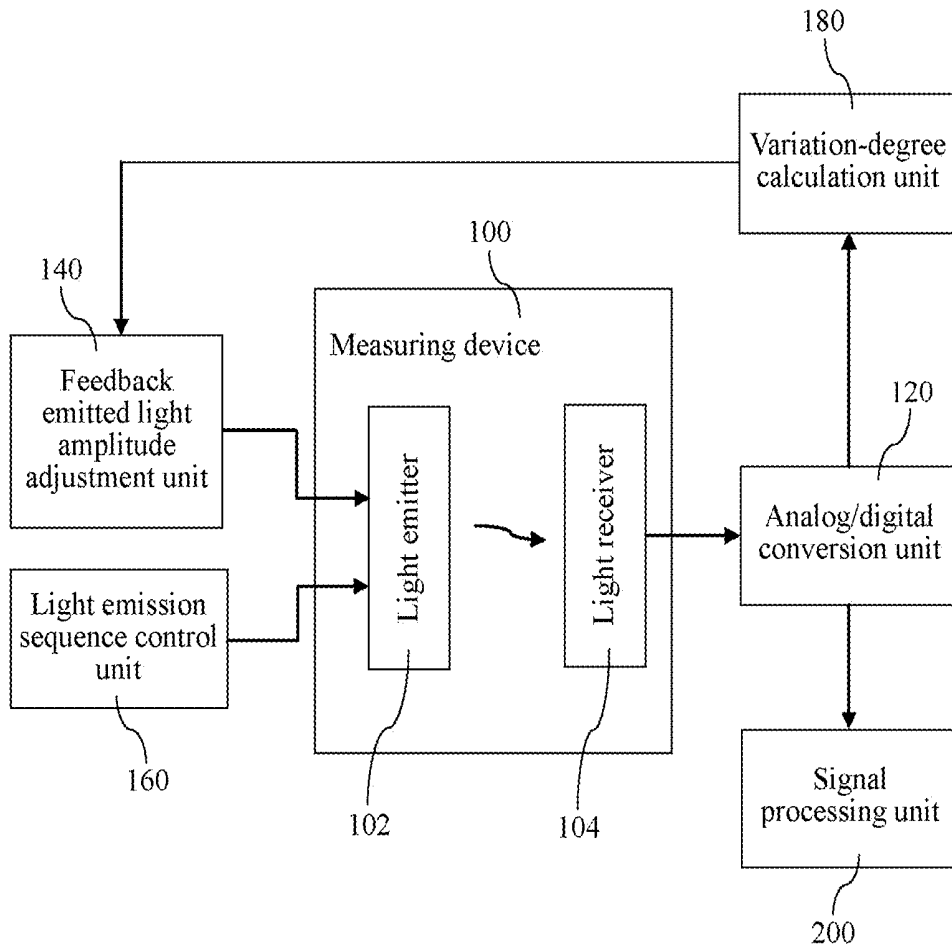 180
Variation-degree
calculation unit
100
140
Measuring device
Feedback
emitted light
amplitude
adjustment unit
120
Light emitter
Light receiver
Analog/digital
conversion unit
Light emission
sequence control
unit
160
102
104
Signal
processing unit
200